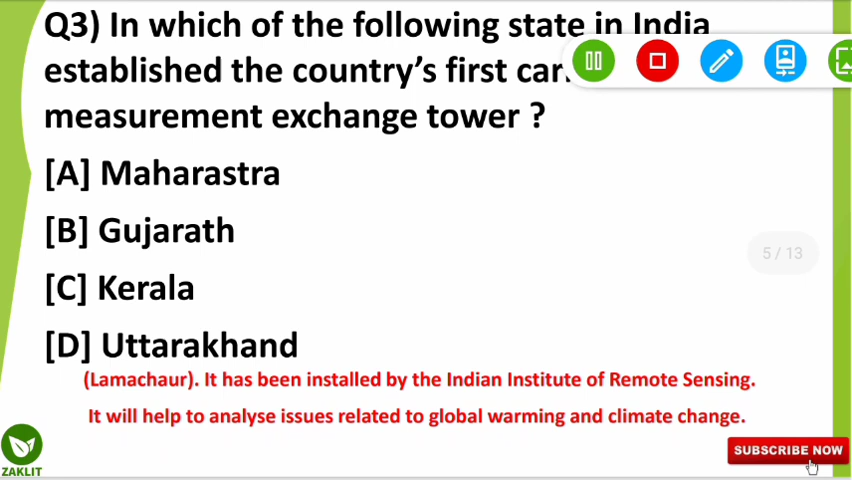 Q3) In which of the following state in India
established the country's first
measurement exchange tower ?
[A] Maharastra
[B] Gujarath
[C] Kerala
[D] Uttarakhand
(Lamachaur). It has been installed by the Indian Institute of Remote Sensing.
It will help to analyse issues related to global warming and climate change.
5 / 13
SUBSCRIBE NOW
ZAKLIT